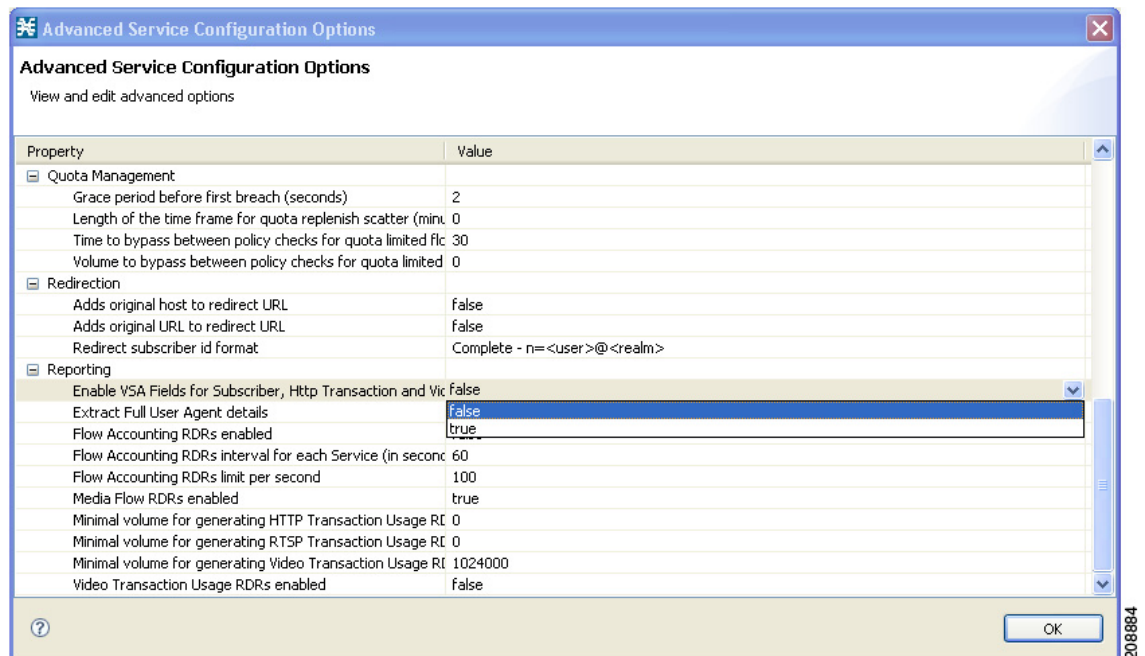 Advanced Service Configuration Options
Advanced Service Configuration Options
View and edit advanced options
Property Value
Quota Management
Grace period before first breach (seconds) 2
Length of the time frame for quota replenish scatter (minu 0
Time to bypass between policy checks for quota limited flo 30
Volume to bypass between policy checks for quota limited 0
Redirection
Adds original host to redirect URL false
Adds original URL to redirect URL false
Redirect subscriber id format Complete - n=<user>@<realm>
Reporting
Enable VSA Fields for Subscriber, Http Transaction and Vid false
Extract Full User Agent details false
Flow Accounting RDRs enabled true
Flow Accounting RDRs interval for each Service (in second 60
Flow Accounting RDRs limit per second 100
Media Flow RDRs enabled true
Minimal volume for generating HTTP Transaction Usage RD 0
Minimal volume for generating RTSP Transaction Usage RD 0
Minimal volume for generating Video Transaction Usage RD 1024000
Video Transaction Usage RDRs enabled false
OK
208884